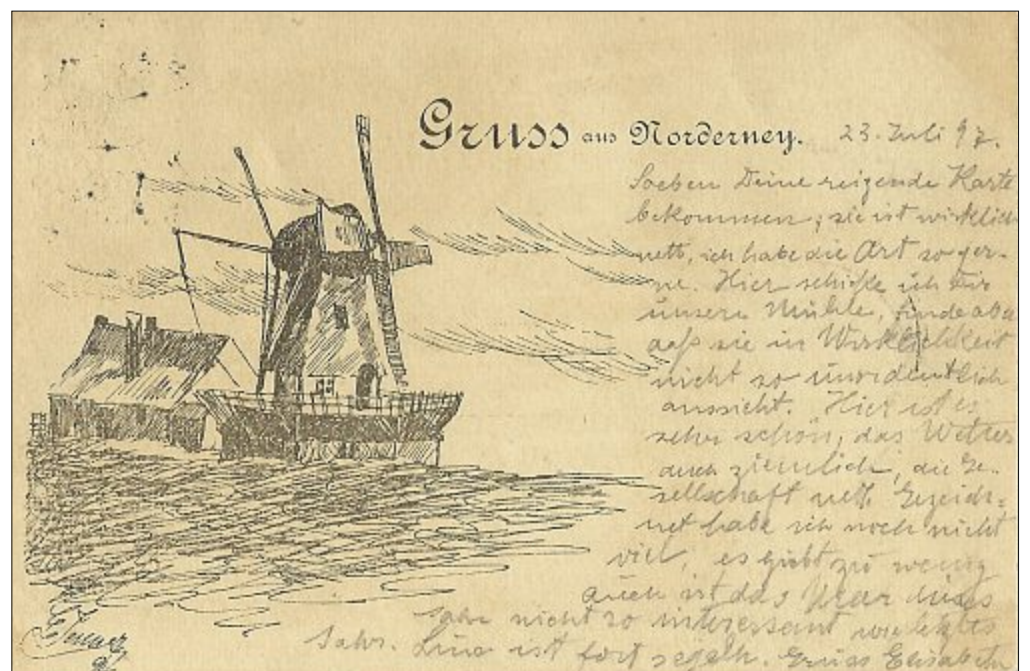 Gruss aus Norderney. 23. Juli 97.
Soeben Deine reizende Karte
bekommen; sie ist wirklich
nett, ich habe die Art so ger-
ne. Hier schicke ich Dir
unsere Mühle, finde aber
daß sie in Wirklichkeit
nicht so unordentlich
aussieht. Hier ist es
sehr schön, das Wetter
auch ziemlich, die Ge-
sellschaft nett. Gezeich-
net habe ich noch nicht
viel, es giebt zu wenig
auch ist das Meer dieses
Jahr nicht so interessant wie letztes
Jahr. ist fort segeln. Gruss Elisabeth